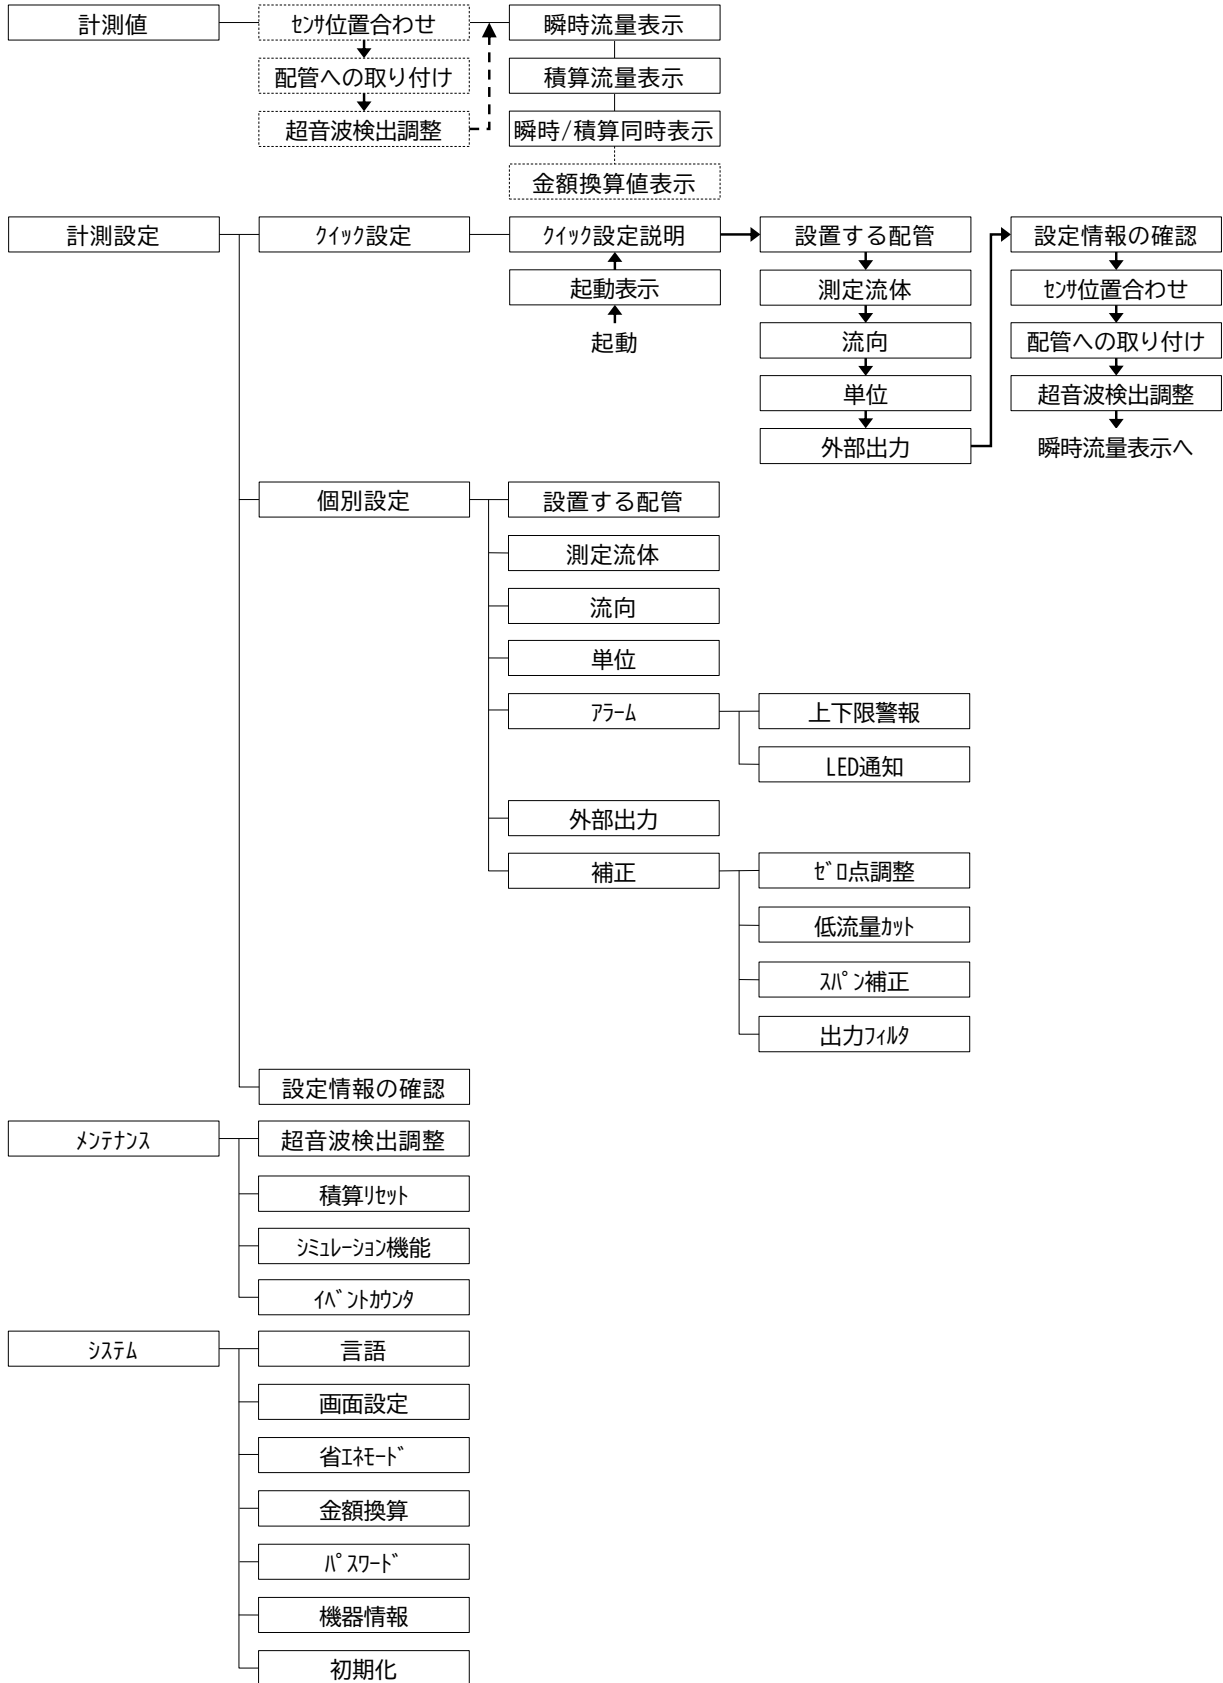 計測値
ｾﾝｻ位置合わせ
配管への取り付け
超音波検出調整
瞬時流量表示
積算流量表示
瞬時/積算同時表示
金額換算値表示
計測設定
ｸｲｯｸ設定
ｸｲｯｸ設定説明
起動表示
起動
設置する配管
測定流体
流向
単位
外部出力
設定情報の確認
ｾﾝｻ位置合わせ
配管への取り付け
超音波検出調整
瞬時流量表示へ
個別設定
設置する配管
測定流体
流向
単位
ｱﾗｰﾑ
上下限警報
LED通知
外部出力
補正
ｾﾞﾛ点調整
低流量ｶｯﾄ
ｽﾊﾟﾝ補正
出力ﾌｨﾙﾀ
設定情報の確認
ﾒﾝﾃﾅﾝｽ
超音波検出調整
積算ﾘｾｯﾄ
ｼﾐｭﾚｰｼｮﾝ機能
ｲﾍﾞﾝﾄｶｳﾝﾀ
ｼｽﾃﾑ
言語
画面設定
省ｴﾈﾓｰﾄﾞ
金額換算
ﾊﾟｽﾜｰﾄﾞ
機器情報
初期化